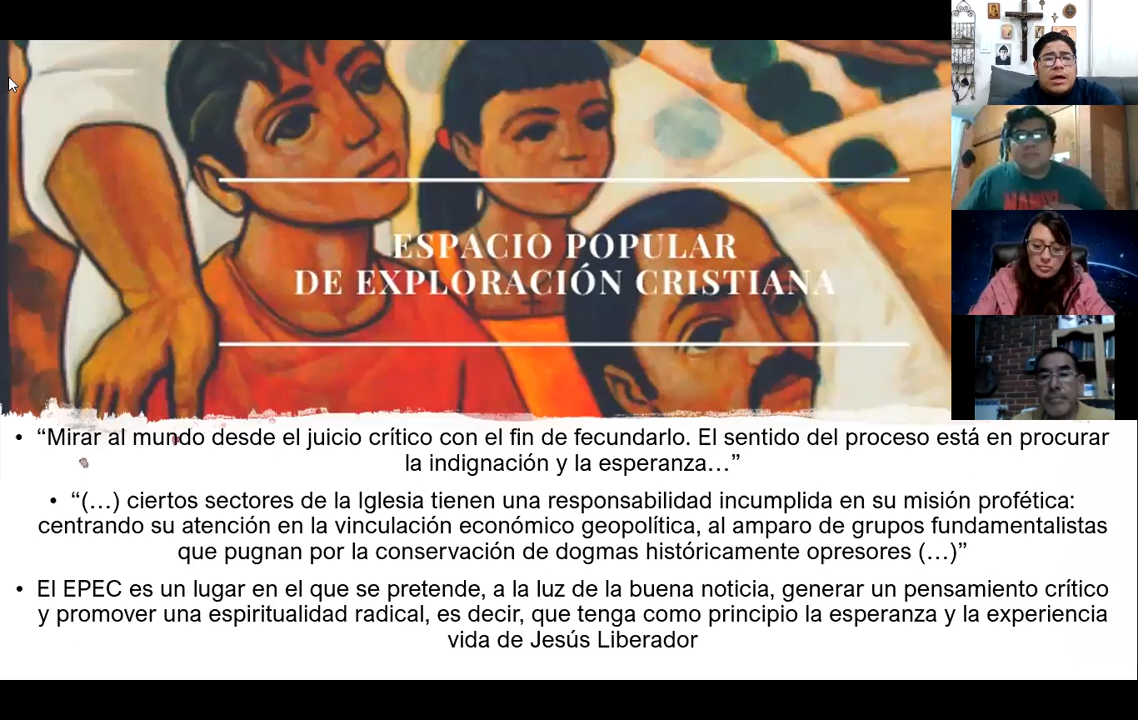 ESPACIO POPULAR
DE EXPLORACIÓN CRISTIANA
• “Mirar al mundo desde el juicio crítico con el fin de fecundarlo. El sentido del proceso está en procurar
la indignación y la esperanza…”
• “(…) ciertos sectores de la Iglesia tienen una responsabilidad incumplida en su misión profética:
centrando su atención en la vinculación económico geopolítica, al amparo de grupos fundamentalistas
que pugnan por la conservación de dogmas históricamente opresores (…)”
• El EPEC es un lugar en el que se pretende, a la luz de la buena noticia, generar un pensamiento crítico
y promover una espiritualidad radical, es decir, que tenga como principio la esperanza y la experiencia
vida de Jesús Liberador